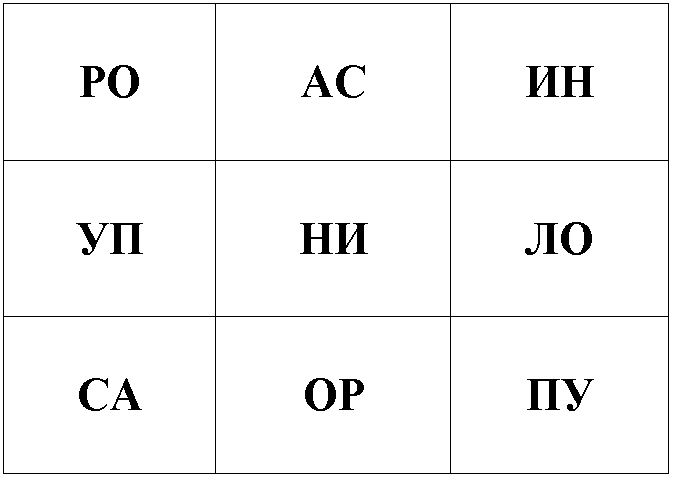 РО АС ИН
УП НИ ЛО
СА ОР ПУ